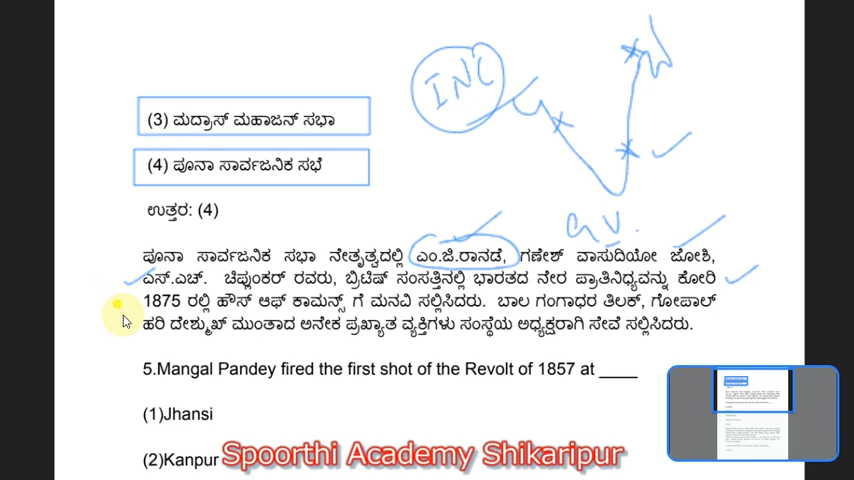 INC
(3) ಮದ್ರಾಸ್ ಮಹಾಜನ್ ಸಭಾ
(4) ಪೂನಾ ಸಾರ್ವಜನಿಕ ಸಭೆ
ಉತ್ತರ: (4)
ಪೂನಾ ಸಾರ್ವಜನಿಕ ಸಭಾ ನೇತೃತ್ವದಲ್ಲಿ ಎಂ.ಜಿ.ರಾನಡೆ, ಗಣೇಶ್ ವಾಸುದಿಯೋ ಜೋಶಿ,
ಎಸ್.ಎಚ್. ಚಿಪ್ಲುಂಕರ್ ರವರು, ಬ್ರಿಟಿಷ್ ಸಂಸತ್ತಿನಲ್ಲಿ ಭಾರತದ ನೇರ ಪ್ರಾತಿನಿಧ್ಯವನ್ನು ಕೋರಿ
1875 ರಲ್ಲಿ ಹೌಸ್ ಆಫ್ ಕಾಮನ್ಸ್ ಗೆ ಮನವಿ ಸಲ್ಲಿಸಿದರು. ಬಾಲ ಗಂಗಾಧರ ತಿಲಕ್, ಗೋಪಾಲ್
ಹರಿ ದೇಶ್ಮುಖ್ ಮುಂತಾದ ಅನೇಕ ಪ್ರಖ್ಯಾತ ವ್ಯಕ್ತಿಗಳು ಸಂಸ್ಥೆಯ ಅಧ್ಯಕ್ಷರಾಗಿ ಸೇವೆ ಸಲ್ಲಿಸಿದರು.
5.Mangal Pandey fired the first shot of the Revolt of 1857 at ____
(1)Jhansi
(2)Kanpur
Spoorthi Academy Shikaripur